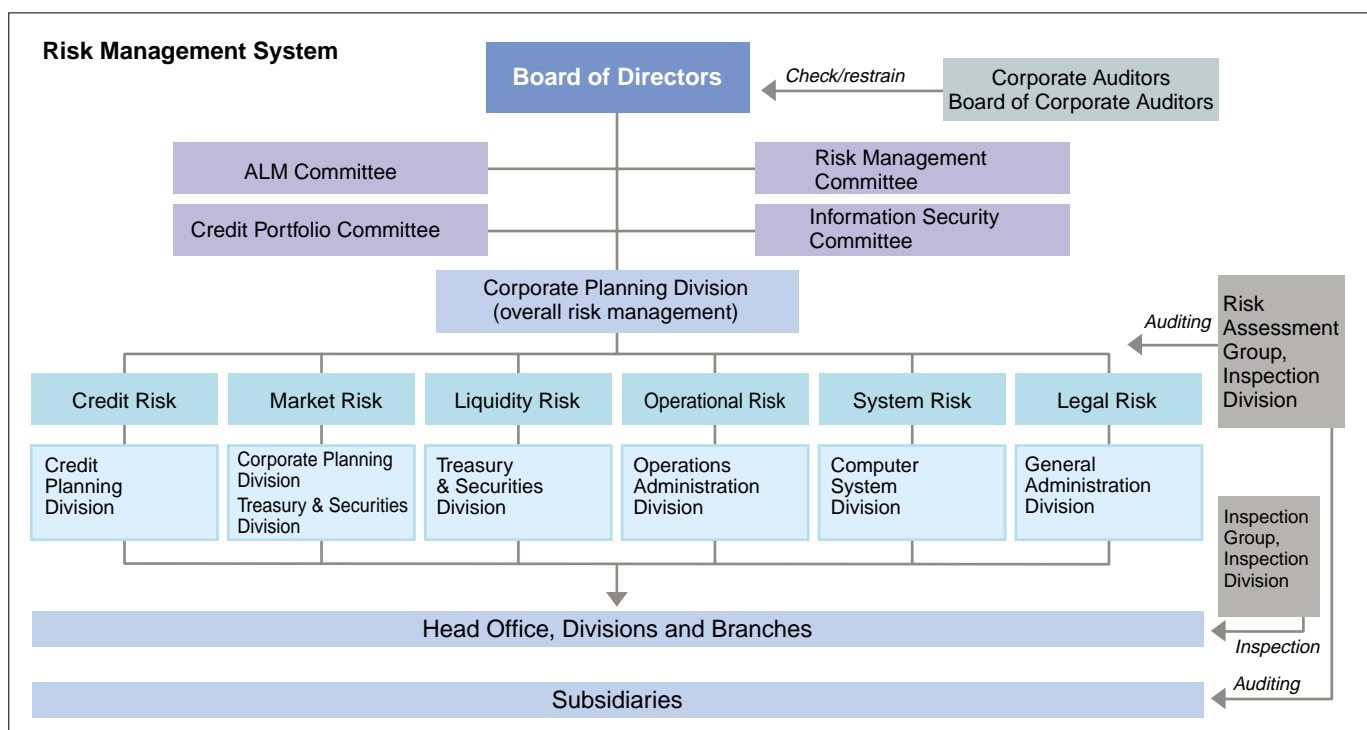 Risk Management System
Board of Directors
Check/restrain
Corporate Auditors
Board of Corporate Auditors
ALM Committee
Risk Management
Committee
Credit Portfolio Committee
Information Security
Committee
Corporate Planning Division
(overall risk management)
Auditing
Risk
Assessment
Group,
Inspection
Division
Credit Risk
Market Risk
Liquidity Risk
Operational Risk
System Risk
Legal Risk
Credit
Planning
Division
Corporate Planning
Division
Treasury & Securities
Division
Treasury
& Securities
Division
Operations
Administration
Division
Computer
System
Division
General
Administration
Division
Inspection
Group,
Inspection
Division
Head Office, Divisions and Branches
Inspection
Subsidiaries
Auditing